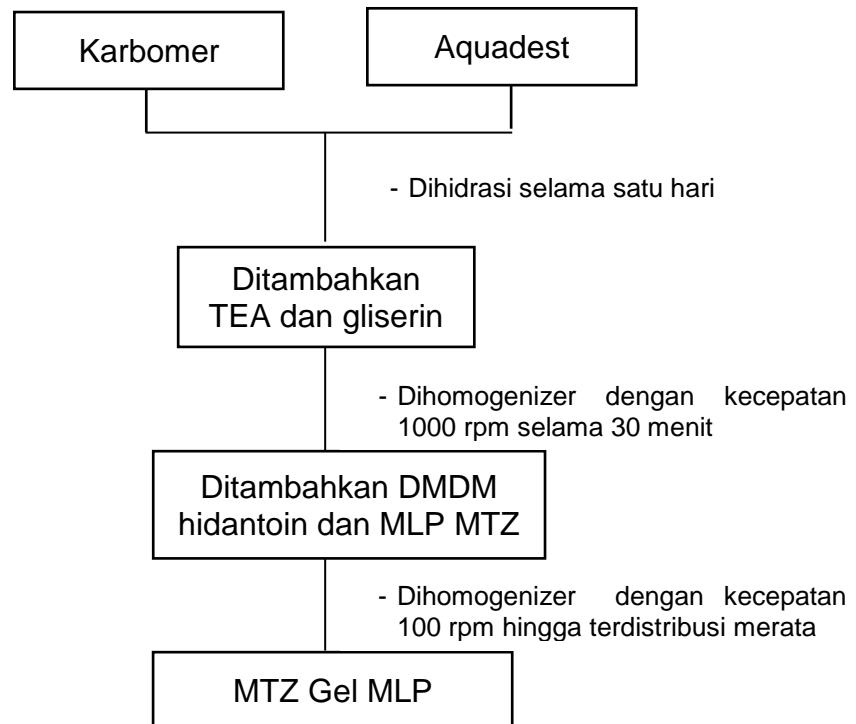 Karbomer
Aquadest
- Dihidrasi selama satu hari
Ditambahkan
TEA dan gliserin
- Dihomogenizer dengan kecepatan
1000 rpm selama 30 menit
Ditambahkan DMDM
hidantoin dan MLP MTZ
- Dihomogenizer dengan kecepatan
100 rpm hingga terdistribusi merata
MTZ Gel MLP